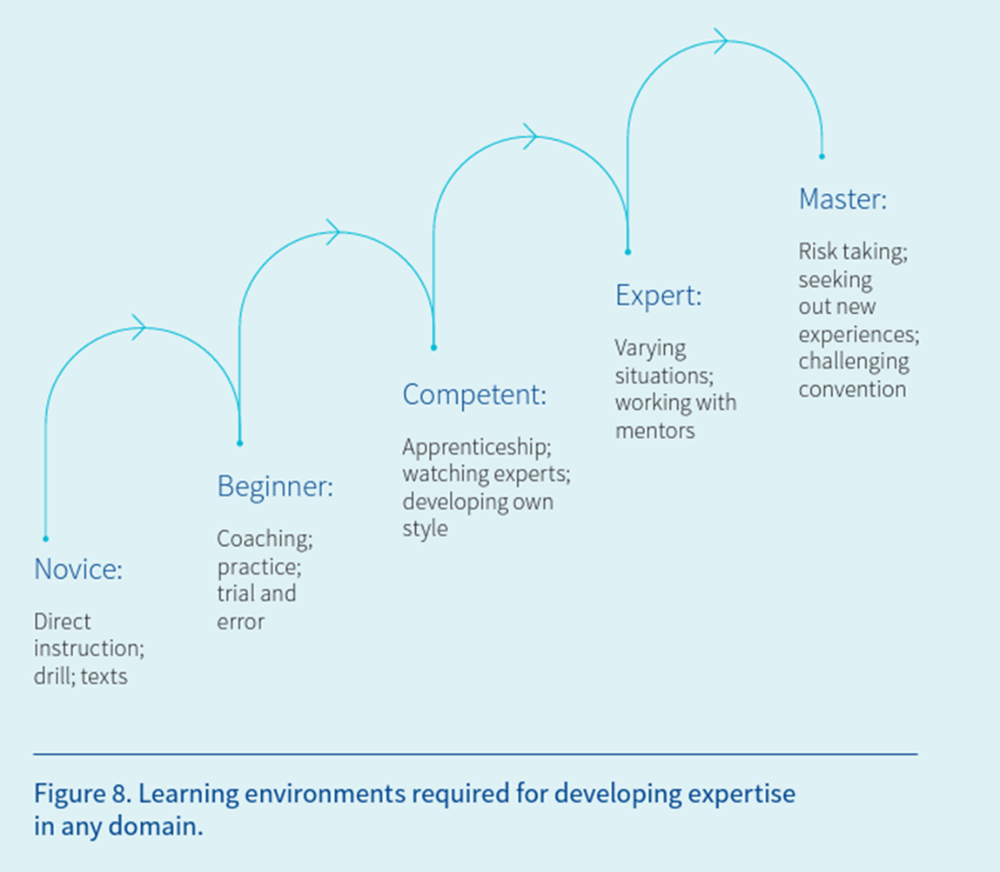 Master:
Risk taking;
seeking
out new
experiences;
challenging
convention
Expert:
Varying
situations;
working with
mentors
Competent:
Apprenticeship;
watching experts;
developing own
style
Beginner:
Coaching;
practice;
trial and
error
Novice:
Direct
instruction;
drill; texts
Figure 8. Learning environments required for developing expertise
in any domain.